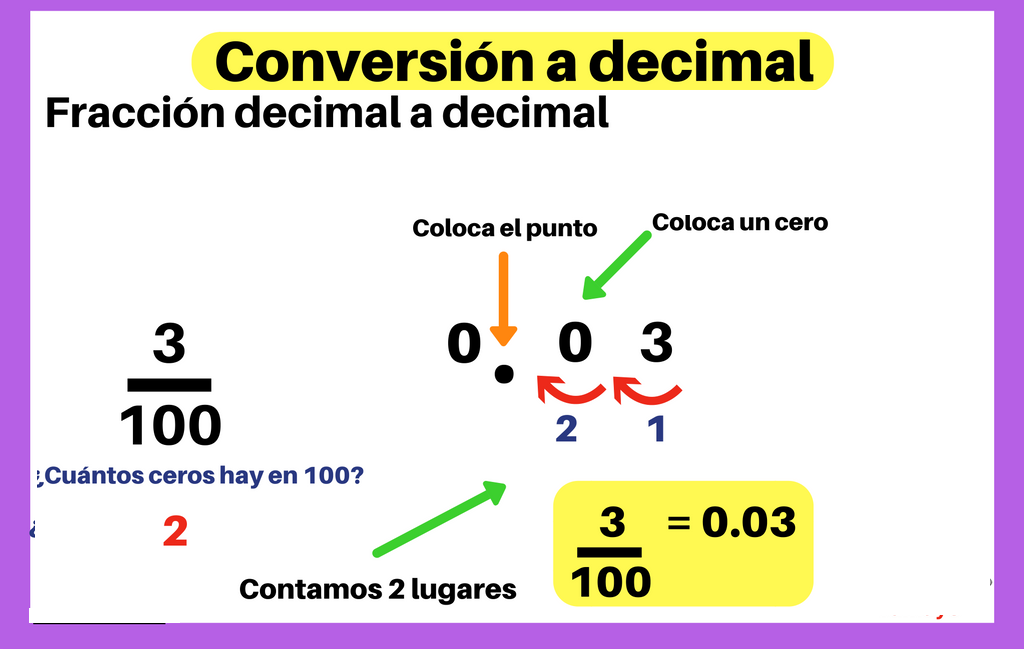 Conversión a decimal
Fracción decimal a decimal
Coloca el punto
Coloca un cero
0 . 0 3
3
100
2 1
¿Cuántos ceros hay en 100?
2
Contamos 2 lugares
3
100
= 0.03